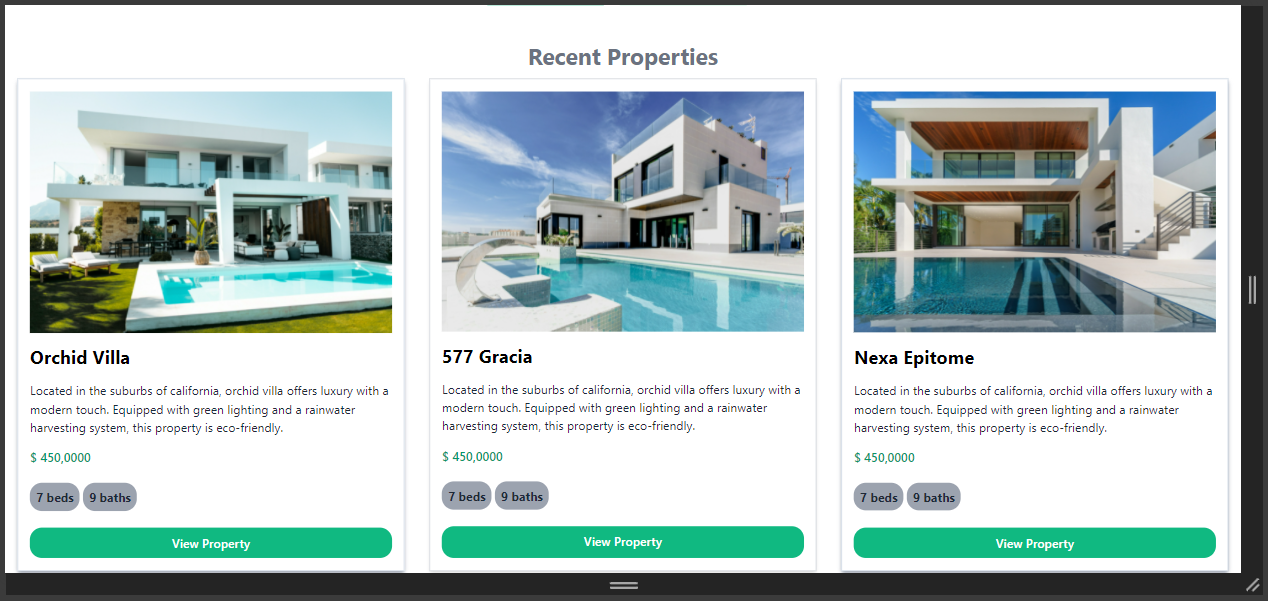 Recent Properties
Orchid Villa
Located in the suburbs of california, orchid villa offers luxury with a
modern touch. Equipped with green lighting and a rainwater
harvesting system, this property is eco-friendly.
$ 450,0000
7 beds 9 baths
View Property
577 Gracia
Located in the suburbs of california, orchid villa offers luxury with a
modern touch. Equipped with green lighting and a rainwater
harvesting system, this property is eco-friendly.
$ 450,0000
7 beds 9 baths
View Property
Nexa Epitome
Located in the suburbs of california, orchid villa offers luxury with a
modern touch. Equipped with green lighting and a rainwater
harvesting system, this property is eco-friendly.
$ 450,0000
7 beds 9 baths
View Property